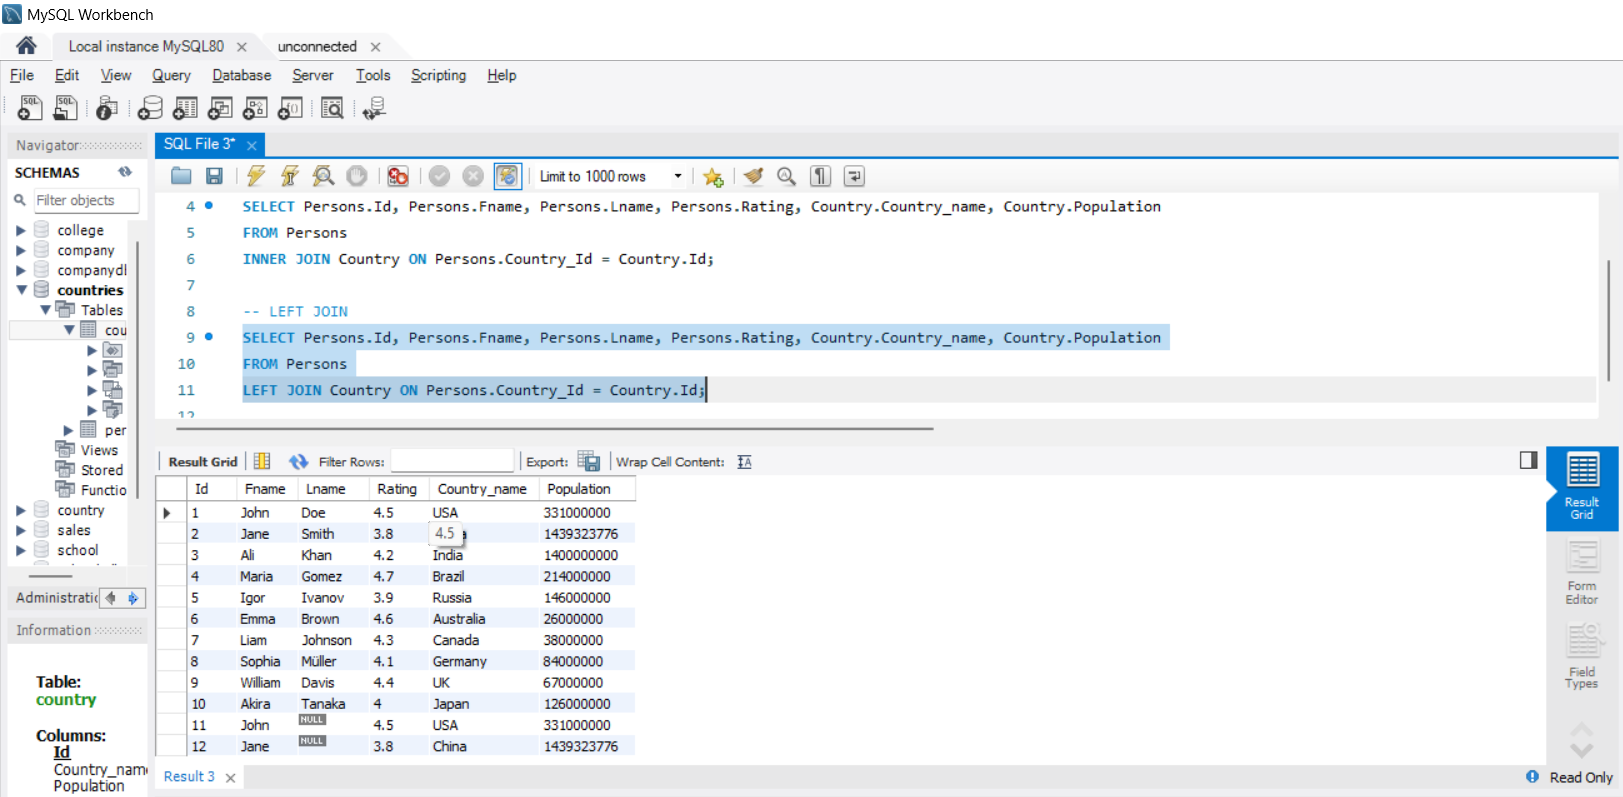 MySQL Workbench
Local instance MySQL80
unconnected
File Edit View Query Database Server Tools Scripting Help
Navigator
SCHEMAS
Filter objects
college
company
companydl
countries
Tables
cou
per
Views
Stored
Functio
country
sales
school
Administratic
Information
Table:
country
Columns:
Id
Country_name
Population
SQL File 3*
Limit to 1000 rows
4 SELECT Persons.Id, Persons.Fname, Persons.Lname, Persons.Rating, Country.Country_name, Country.Population
5 FROM Persons
6 INNER JOIN Country ON Persons.Country_Id = Country.Id;
7
8 -- LEFT JOIN
9 SELECT Persons.Id, Persons.Fname, Persons.Lname, Persons.Rating, Country.Country_name, Country.Population
10 FROM Persons
11 LEFT JOIN Country ON Persons.Country_Id = Country.Id;
12
Result Grid Filter Rows: Export: Wrap Cell Content:
Id Fname Lname Rating Country_name Population
1 John Doe 4.5 USA 331000000
2 Jane Smith 3.8 4.5 1439323776
3 Ali Khan 4.2 India 1400000000
4 Maria Gomez 4.7 Brazil 214000000
5 Igor Ivanov 3.9 Russia 146000000
6 Emma Brown 4.6 Australia 26000000
7 Liam Johnson 4.3 Canada 38000000
8 Sophia Müller 4.1 Germany 84000000
9 William Davis 4.4 UK 67000000
10 Akira Tanaka 4 Japan 126000000
11 John NULL 4.5 USA 331000000
12 Jane NULL 3.8 China 1439323776
Result 3
Result
Grid
Form
Editor
Field
Types
Read Only